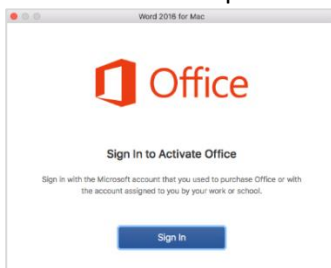 Word 2016 for Mac
Office
Sign In to Activate Office
Sign in with the Microsoft account that you used to purchase Office or with
the account assigned to you by your work or school.
Sign In